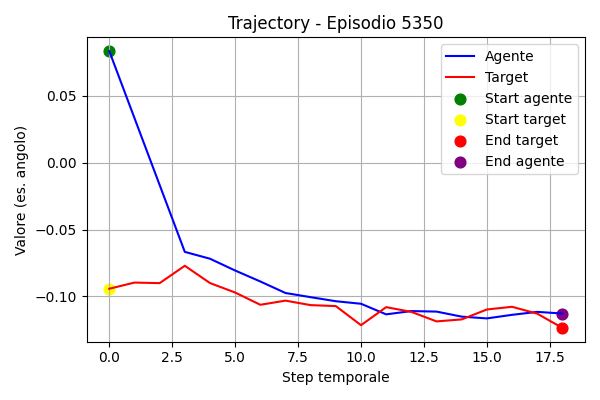 Trajectory - Episodio 5350
Agente
Target
Start agente
Start target
End target
End agente
Valore (es. angolo)
0.05
0.00
−0.05
−0.10
0.0 2.5 5.0 7.5 10.0 12.5 15.0 17.5
Step temporale